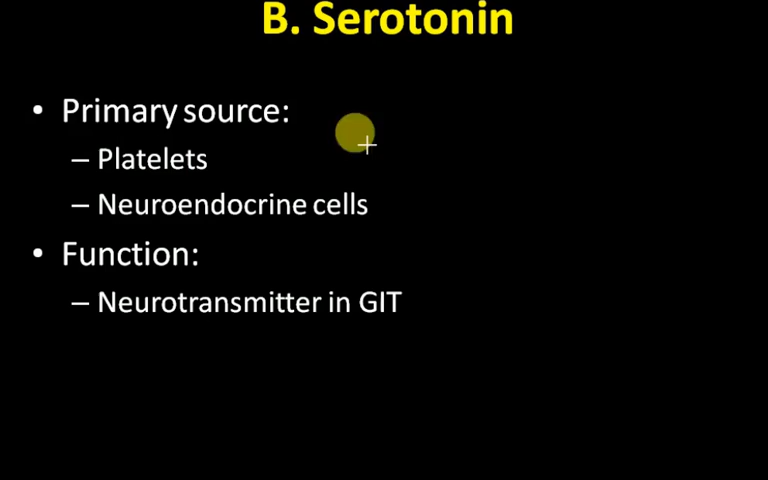 B. Serotonin
• Primary source:
– Platelets
– Neuroendocrine cells
• Function:
– Neurotransmitter in GIT